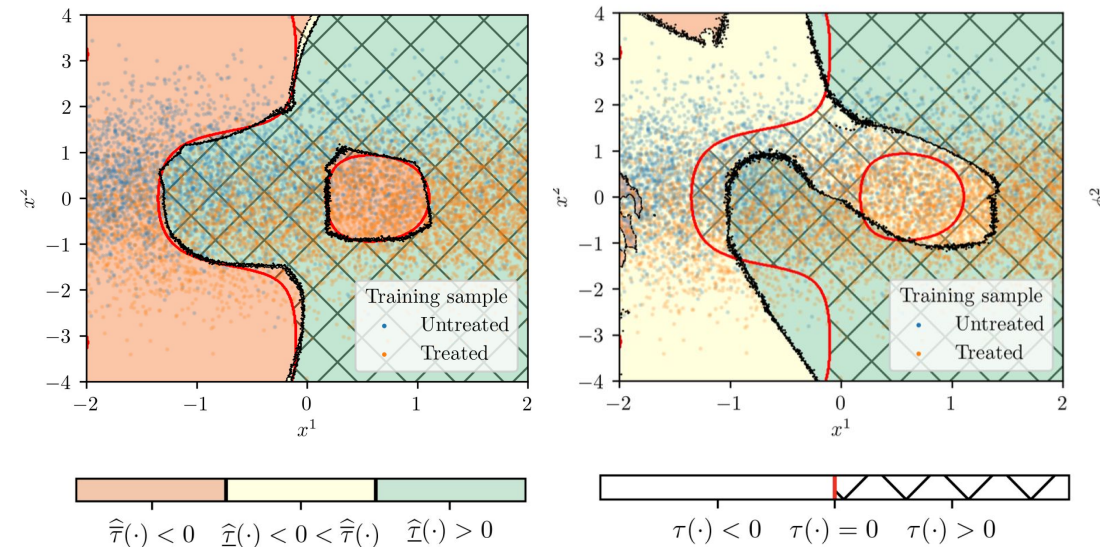 4
3
2
1
0
−1
−2
−3
−4
x²
−2
−1
0
1
2
x¹
Training sample
Untreated
Treated
4
3
2
1
0
−1
−2
−3
−4
x²
−2
−1
0
1
2
x¹
Training sample
Untreated
Treated
τ̅̂(·) < 0
τ̲̂(·) < 0 < τ̅̂(·)
τ̲̂(·) > 0
τ(·) < 0
τ(·) = 0
τ(·) > 0